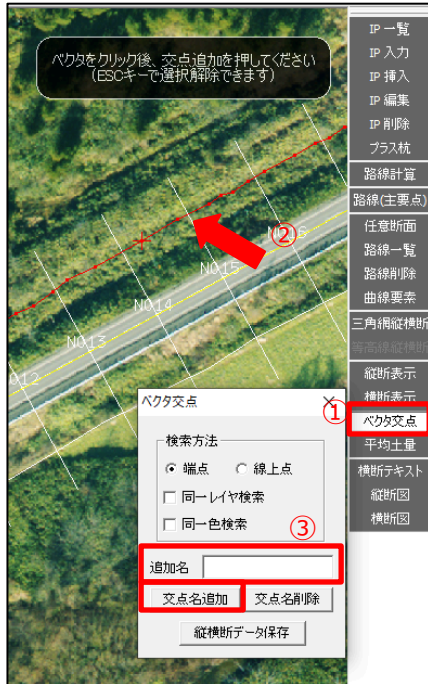 ベクタをクリック後、交点追加を押してください
（ESCキーで選択解除できます）
IP 一覧
IP 入力
IP 挿入
IP 編集
IP 削除
プラス杭
路線計算
路線(主要点)
任意断面
路線一覧
路線削除
曲線要素
三角網縦横断
等高線縦横断
縦断表示
横断表示
ベクタ交点
平均土量
横断テキスト
縦断図
横断図
①
②
NO.15
NO.14
NO.13
ベクタ交点
検索方法
端点 線上点
同一レイヤ検索
同一色検索
③
追加名
交点名追加 交点名削除
縦横断データ保存